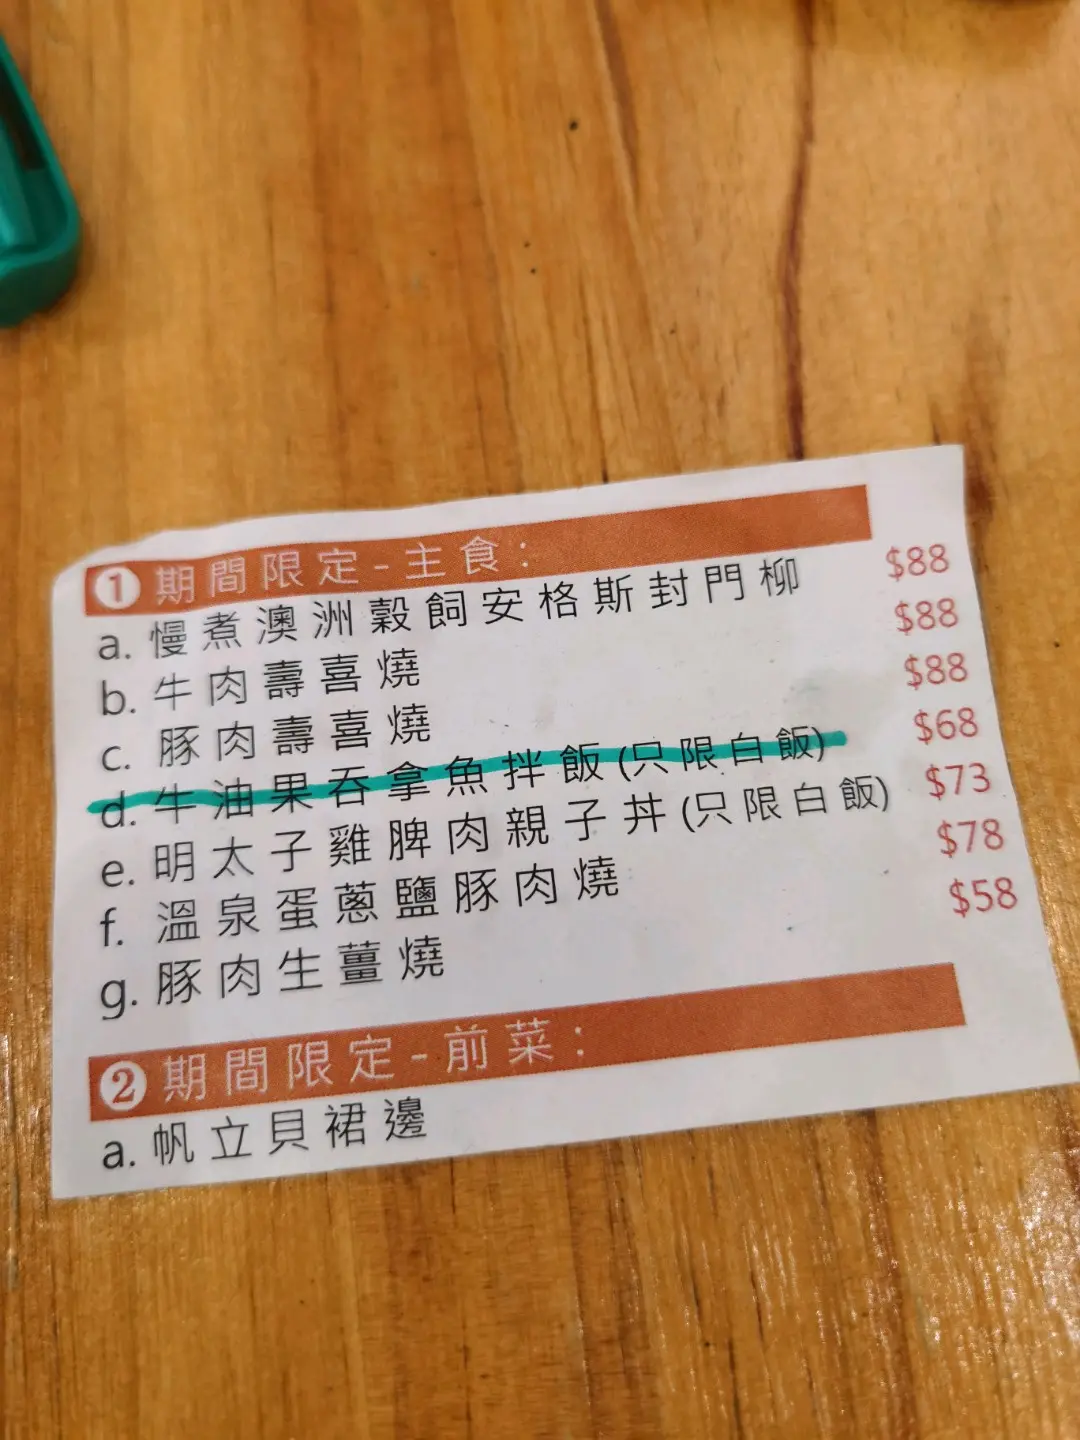 1 期間限定-主食：
a. 慢煮澳洲穀飼安格斯封門柳 $88
b. 牛肉壽喜燒 $88
c. 豚肉壽喜燒 $88
d. 牛油果吞拿魚拌飯(只限白飯) $68
e. 明太子雞脾肉親子丼(只限白飯) $73
f. 溫泉蛋蔥鹽豚肉燒 $78
g. 豚肉生薑燒 $58
2 期間限定-前菜：
a. 帆立貝裙邊